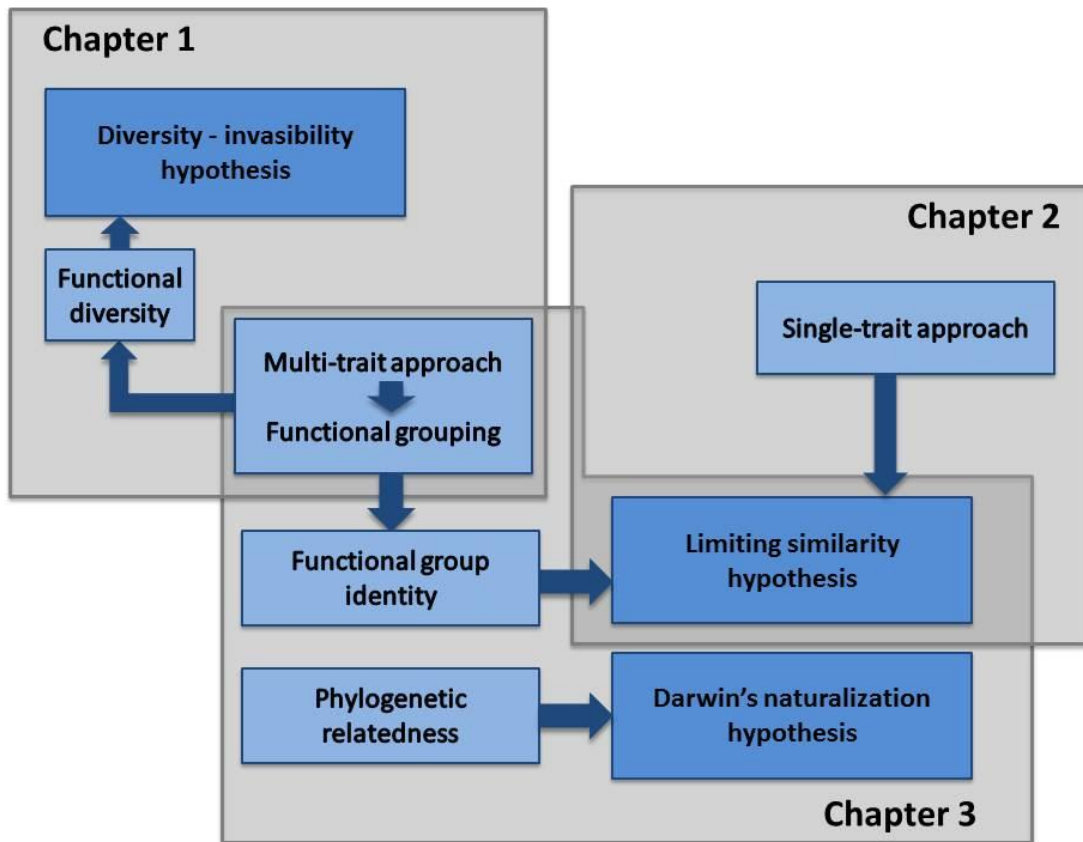 Chapter 1
Diversity - invasibility
hypothesis
Functional
diversity
Multi-trait approach
Functional grouping
Chapter 2
Single-trait approach
Functional group
identity
Limiting similarity
hypothesis
Phylogenetic
relatedness
Darwin's naturalization
hypothesis
Chapter 3